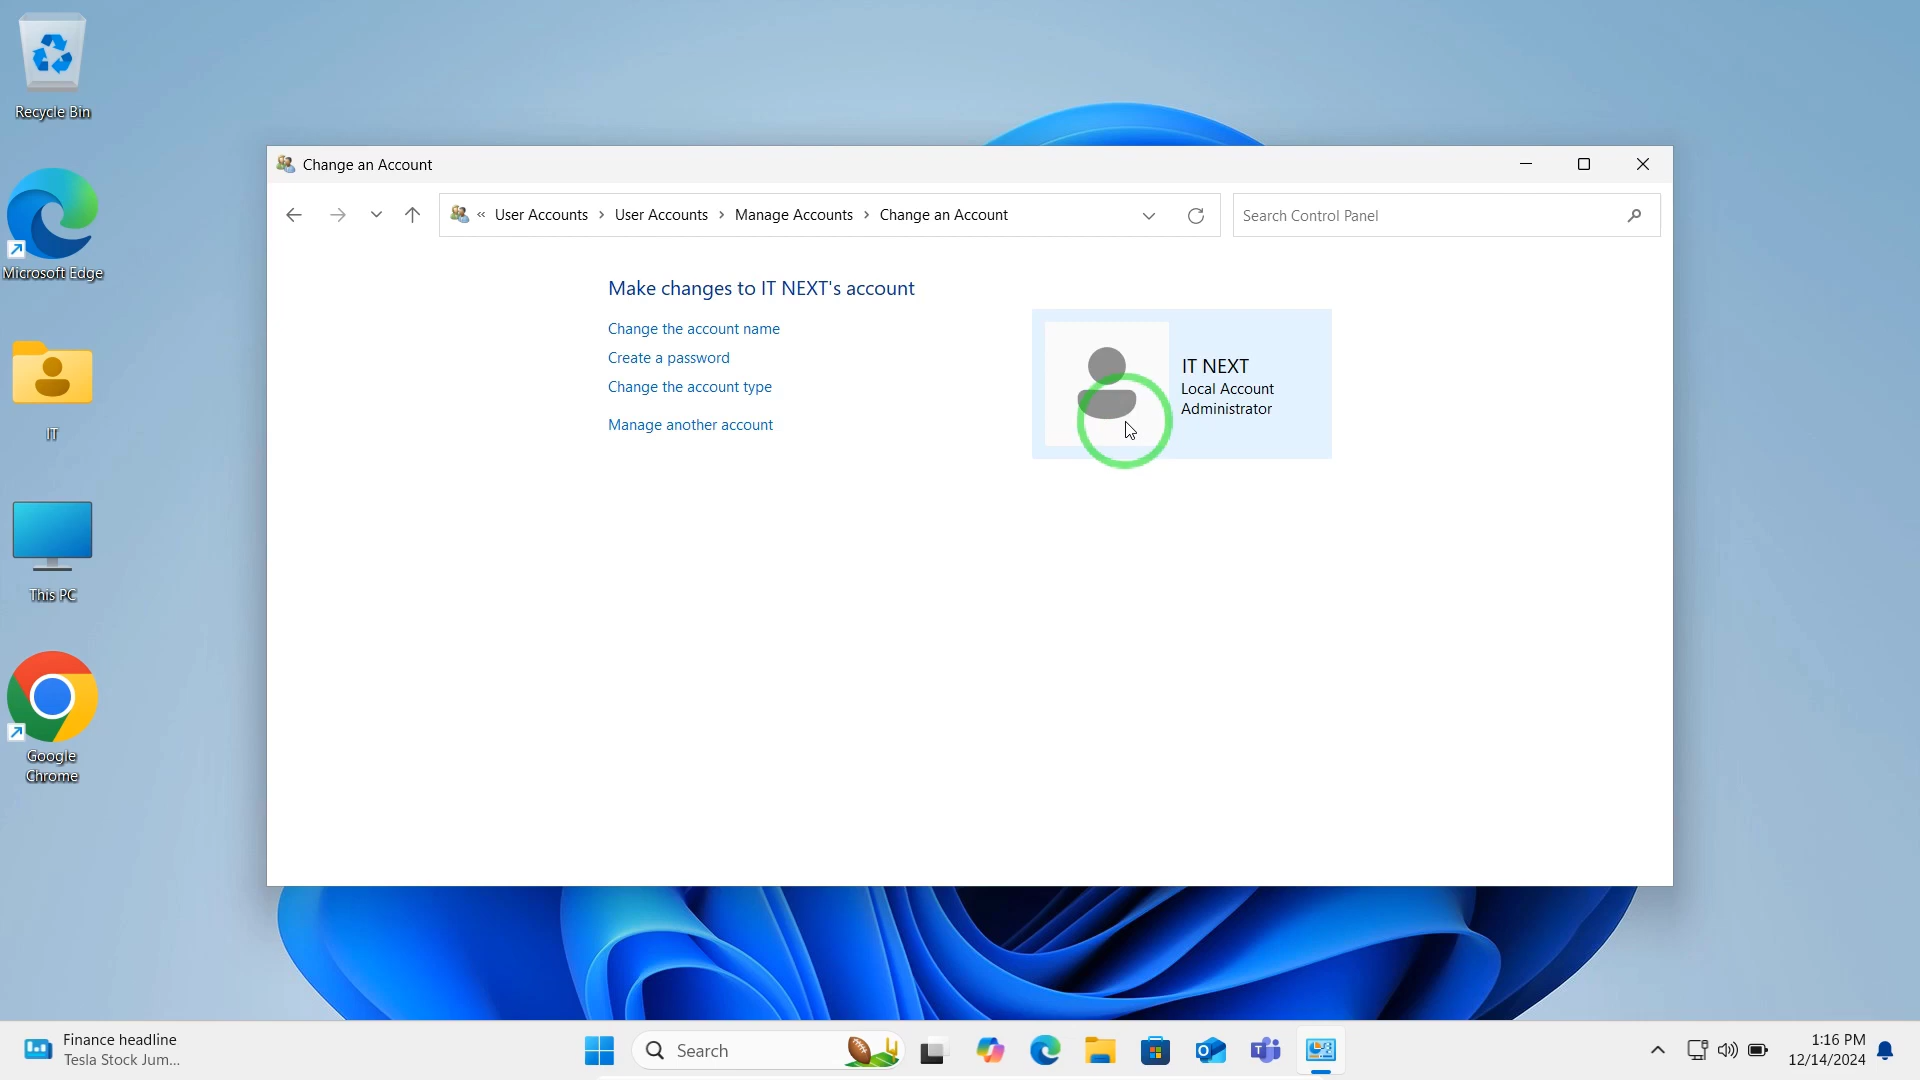 Recycle Bin
Microsoft Edge
IT
This PC
Google
Chrome
Change an Account
« User Accounts › User Accounts › Manage Accounts › Change an Account
Search Control Panel
Make changes to IT NEXT's account
Change the account name
Create a password
Change the account type
Manage another account
IT NEXT
Local Account
Administrator
Finance headline
Tesla Stock Jum...
Search
1:16 PM
12/14/2024